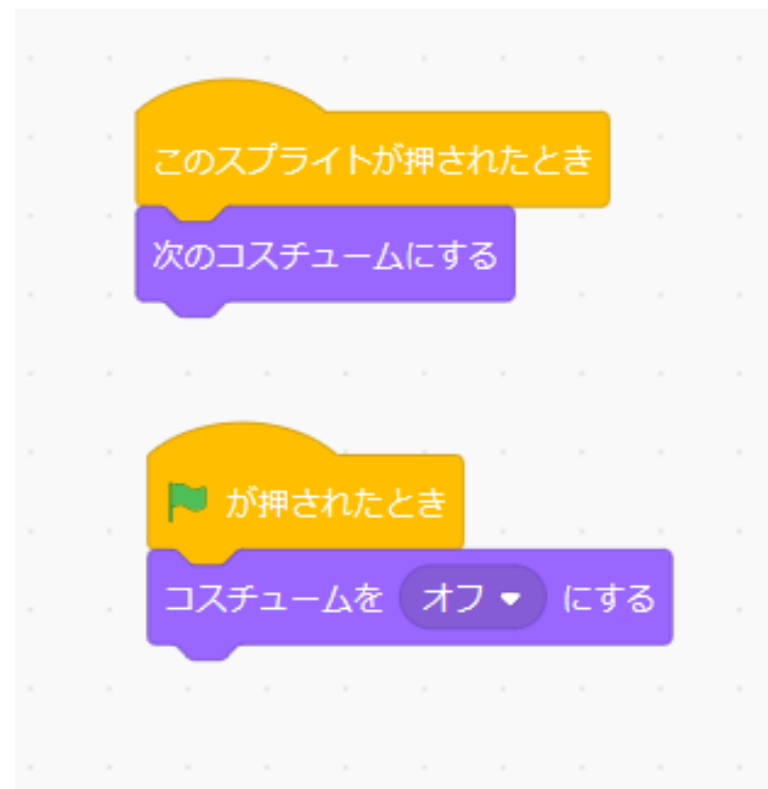 このスプライトが押されたとき
次のコスチュームにする
が押されたとき
コスチュームを オフ にする